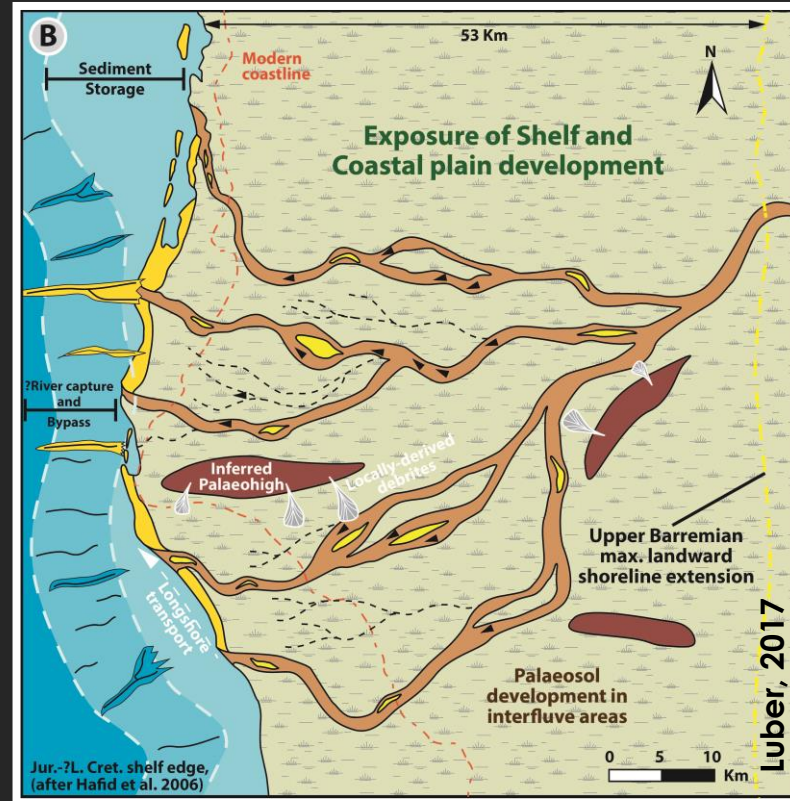 B
53 Km
Sediment
Storage
Modern
coastline
N
Exposure of Shelf and
Coastal plain development
?River capture
and
Bypass
Inferred
Palaeohigh
Locally-derived
debrites
Upper Barremian
max. landward
shoreline extension
Longshore
transport
Palaeosol
development in
interfluve areas
Luber, 2017
Jur.-?L. Cret. shelf edge,
(after Hafid et al. 2006)
0 5 10
Km